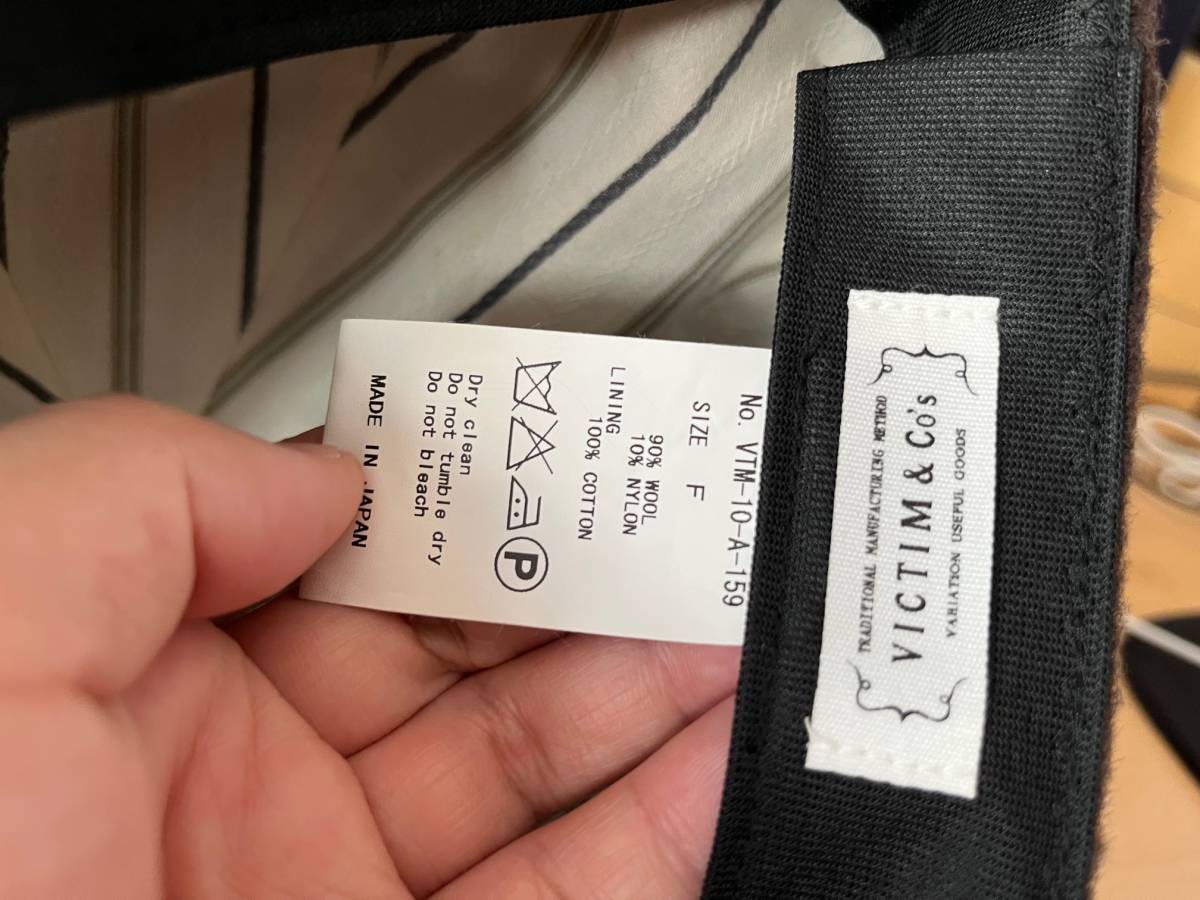 No. VTM-10-A-159
SIZE F
90% WOOL
10% NYLON
LINING
100% COTTON
P
Dry clean
Do not tumble dry
Do not bleach
MADE IN JAPAN
TRADITIONAL MANUFACTURING METHOD
VICTIM & Co's
VARIATION USEFUL GOODS